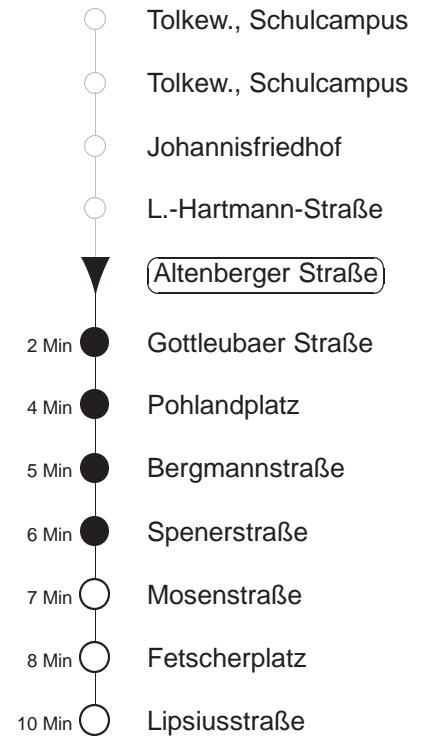 Tolkew., Schulcampus
Tolkew., Schulcampus
Johannisfriedhof
L.-Hartmann-Straße
Altenberger Straße
2 Min Gottleubaer Straße
4 Min Pohlandplatz
5 Min Bergmannstraße
6 Min Spenerstraße
7 Min Mosenstraße
8 Min Fetscherplatz
10 Min Lipsiusstraße